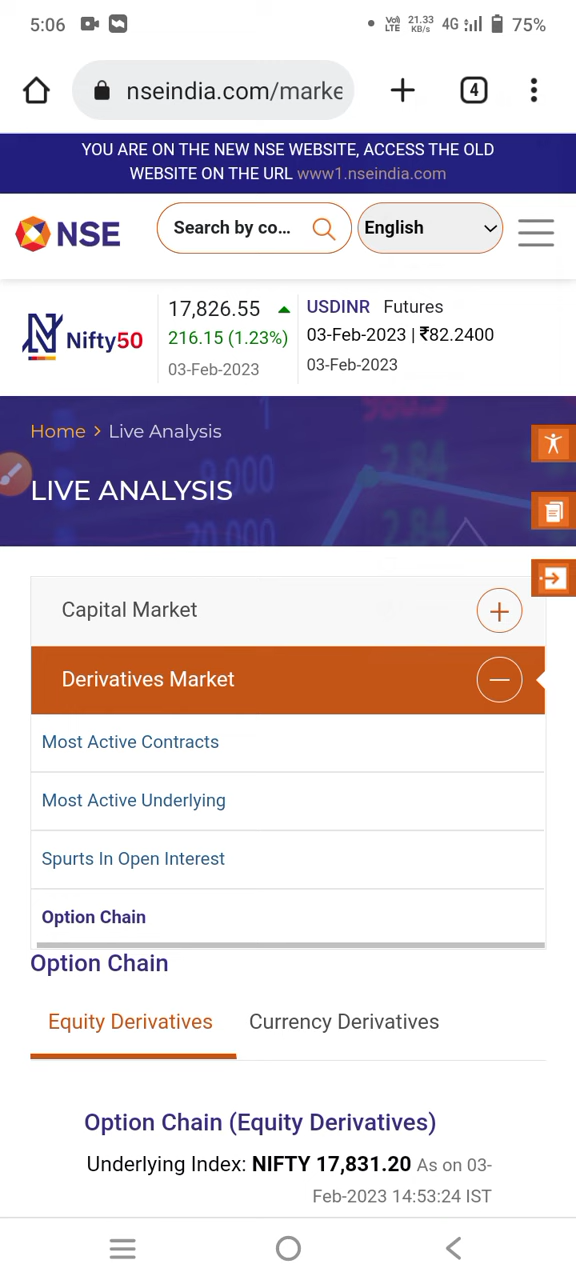 5:06 Vo) LTE 21.33 KB/s 4G 75%
nseindia.com/marke 4
YOU ARE ON THE NEW NSE WEBSITE, ACCESS THE OLD
WEBSITE ON THE URL www1.nseindia.com
NSE Search by co... English
17,826.55 USDINR Futures
Nifty50 216.15 (1.23%) 03-Feb-2023 | ₹82.2400
03-Feb-2023 03-Feb-2023
Home > Live Analysis
LIVE ANALYSIS
Capital Market
Derivatives Market
Most Active Contracts
Most Active Underlying
Spurts In Open Interest
Option Chain
Option Chain
Equity Derivatives Currency Derivatives
Option Chain (Equity Derivatives)
Underlying Index: NIFTY 17,831.20 As on 03-
Feb-2023 14:53:24 IST